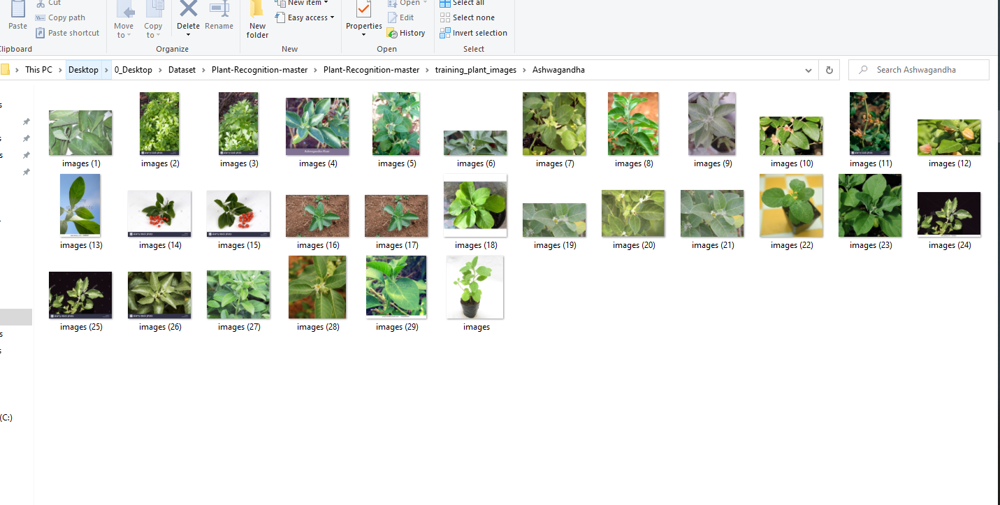 Cut
New item
Open
Select all
Paste
Copy path
Move to
Copy to
Delete
Rename
New folder
Easy access
Properties
Edit
Select none
Paste shortcut
History
Invert selection
lipboard
Organize
New
Open
Select
This PC > Desktop > 0_Desktop > Dataset > Plant-Recognition-master > Plant-Recognition-master > training_plant_images > Ashwagandha
Search Ashwagandha
images (1)
images (2)
images (3)
images (4)
images (5)
images (6)
images (7)
images (8)
images (9)
images (10)
images (11)
images (12)
images (13)
images (14)
images (15)
images (16)
images (17)
images (18)
images (19)
images (20)
images (21)
images (22)
images (23)
images (24)
images (25)
images (26)
images (27)
images (28)
images (29)
images
(C:)